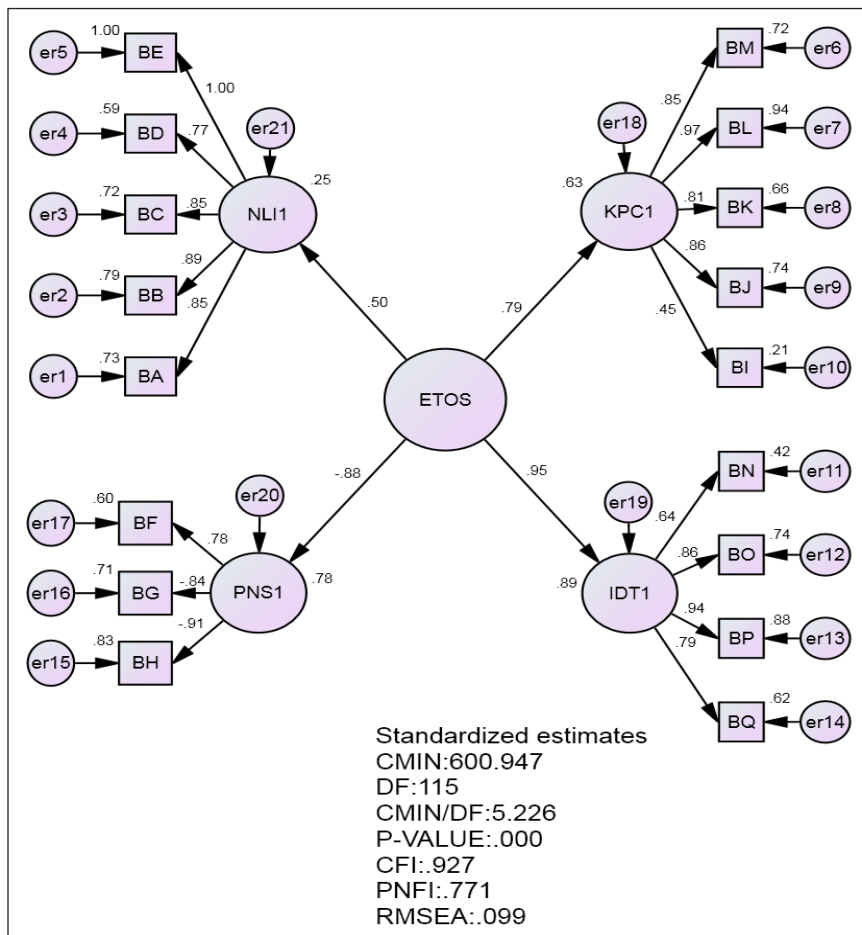 er5
1.00
BE
1.00
er4
.59
BD
.77
er21
er3
.72
BC
.85
NLI1
.25
er2
.79
BB
.89
er1
.73
BA
.85
.50
er18
KPC1
.63
.85
BM
.72
er6
.97
BL
.94
er7
.81
BK
.66
er8
.86
BJ
.74
er9
.45
BI
.21
er10
.79
ETOS
-.88
.95
er17
.60
BF
.78
er20
er16
.71
BG
-.84
PNS1
.78
er15
.83
BH
-.91
er19
IDT1
.89
.64
BN
.42
er11
.86
BO
.74
er12
.94
BP
.88
er13
.79
BQ
.62
er14
Standardized estimates
CMIN:600.947
DF:115
CMIN/DF:5.226
P-VALUE:.000
CFI:.927
PNFI:.771
RMSEA:.099